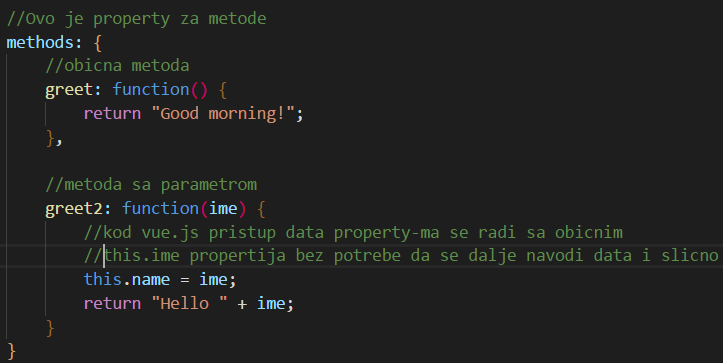 //Ovo je property za metode
methods: {
//obicna metoda
greet: function() {
return "Good morning!";
},
//metoda sa parametrom
greet2: function(ime) {
//kod vue.js pristup data property-ma se radi sa obicnim
//this.ime propertija bez potrebe da se dalje navodi data i slicno
this.name = ime;
return "Hello " + ime;
}
}